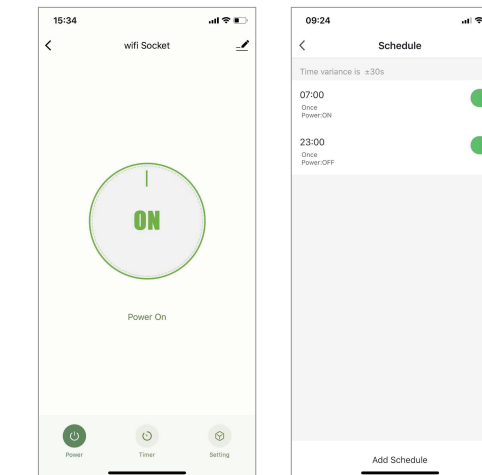 15:34
wifi Socket
ON
Power On
Power
Timer
Setting
09:24
Schedule
Time variance is ±30s
07:00
Once
Power:ON
23:00
Once
Power:OFF
Add Schedule